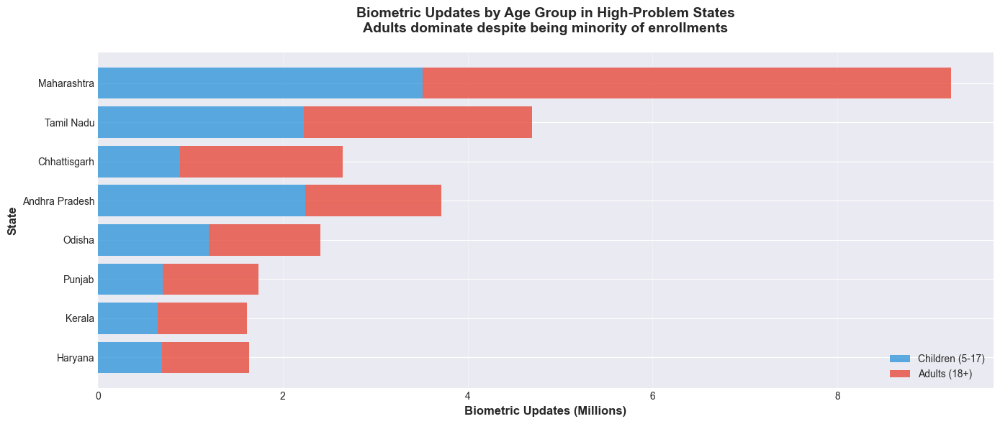 Biometric Updates by Age Group in High-Problem States
Adults dominate despite being minority of enrollments
State
Maharashtra
Tamil Nadu
Chhattisgarh
Andhra Pradesh
Odisha
Punjab
Kerala
Haryana
Children (5-17)
Adults (18+)
0 2 4 6 8
Biometric Updates (Millions)